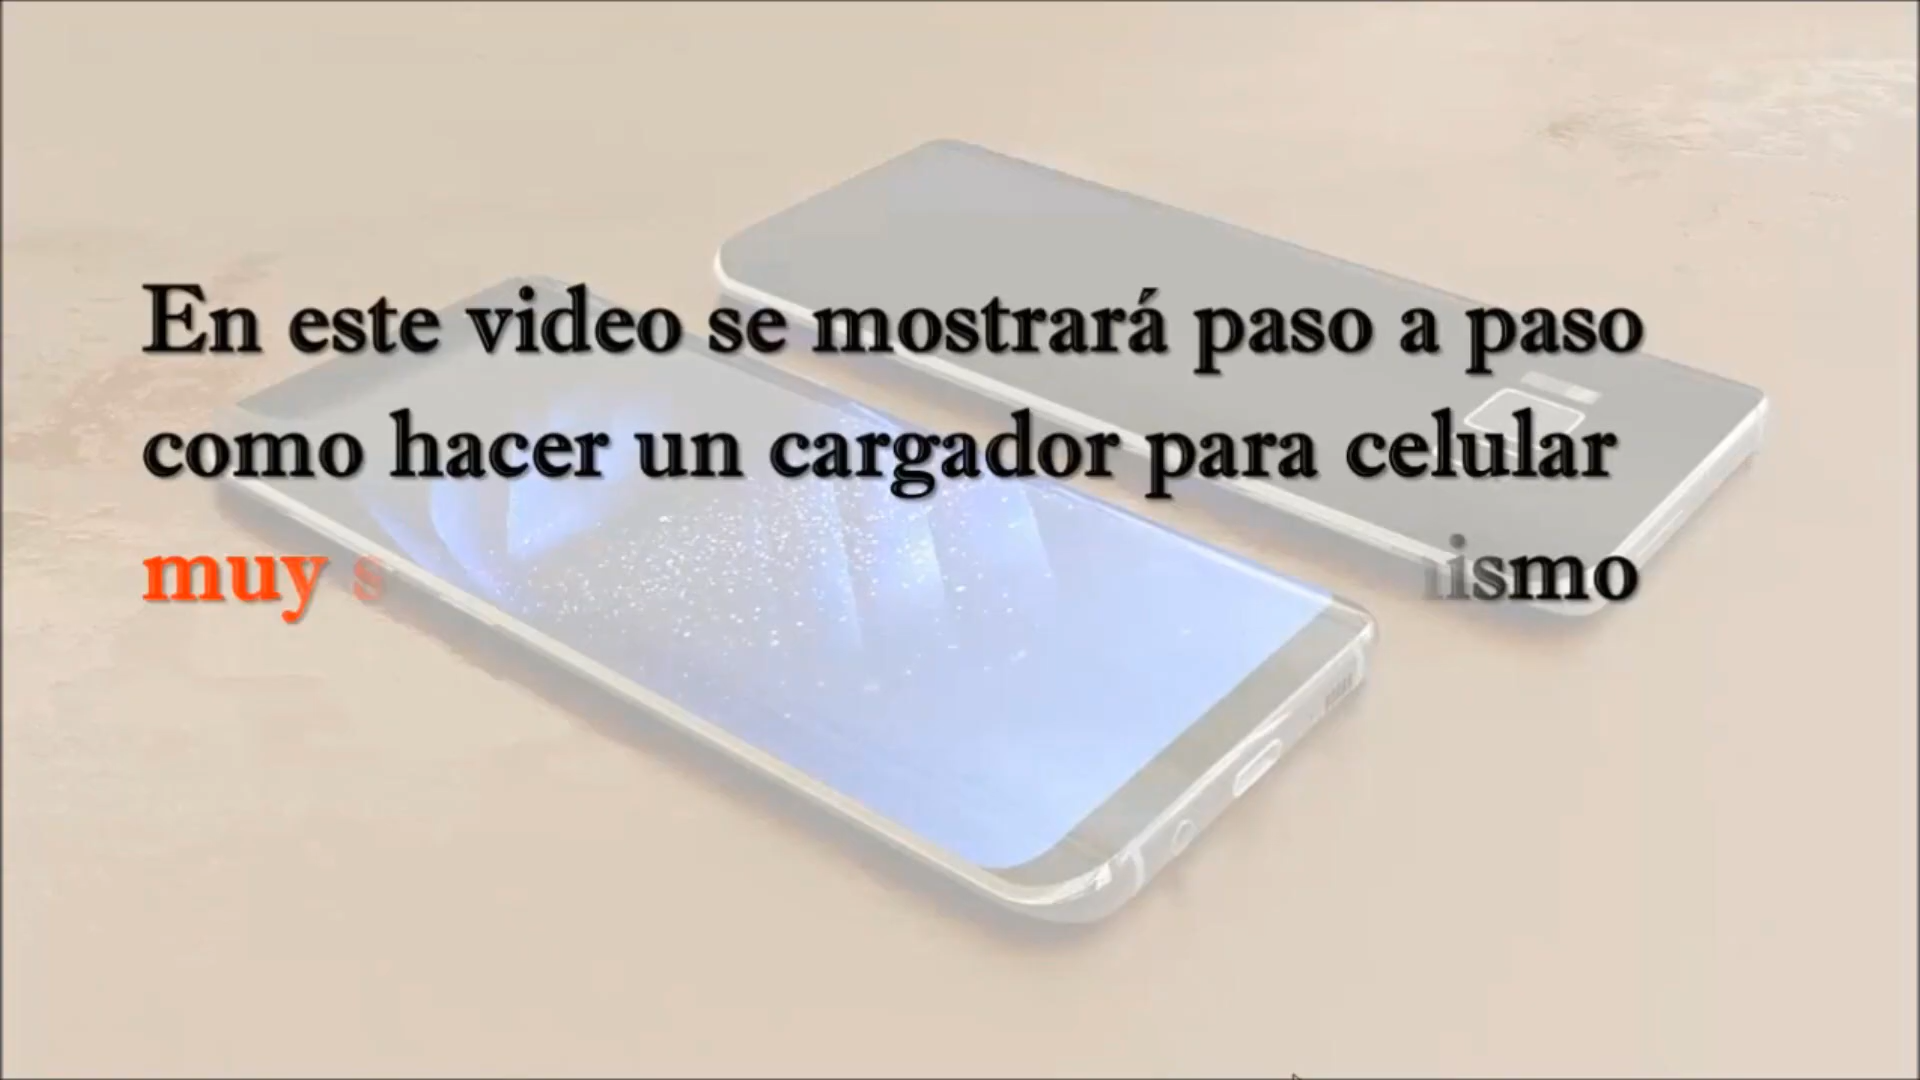 En este video se mostrará paso a paso
como hacer un cargador para celular
muy